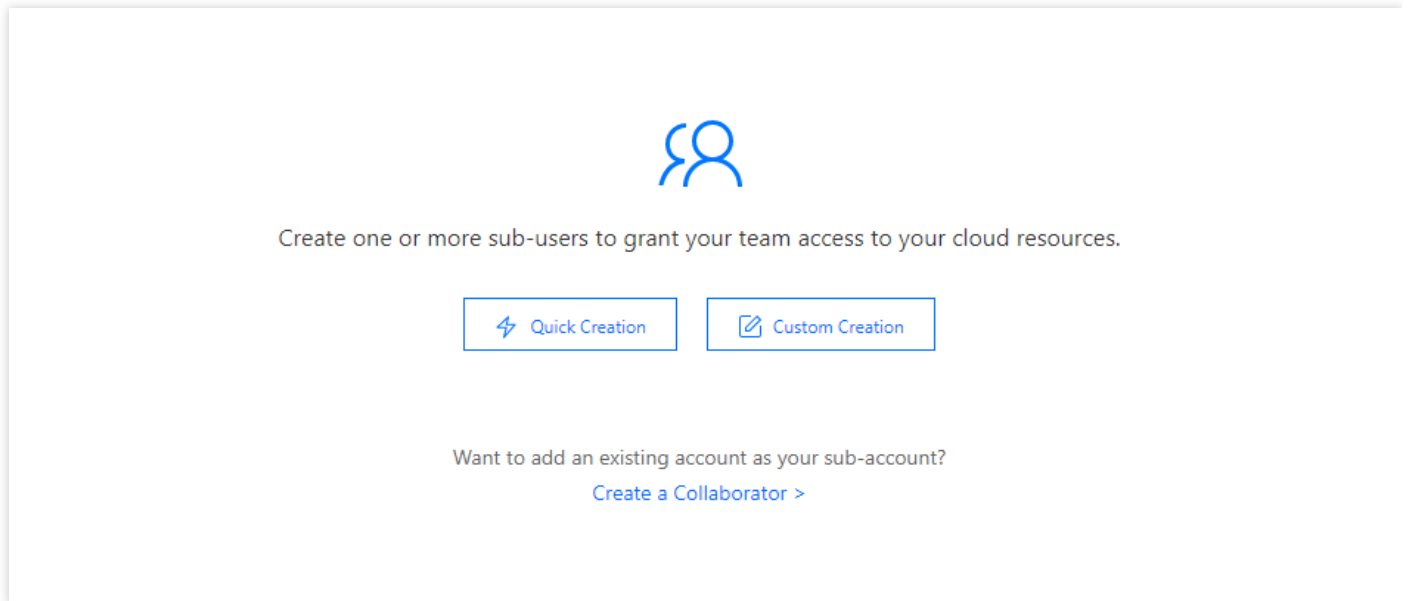 Create one or more sub-users to grant your team access to your cloud resources.
Quick Creation
Custom Creation
Want to add an existing account as your sub-account?
Create a Collaborator >